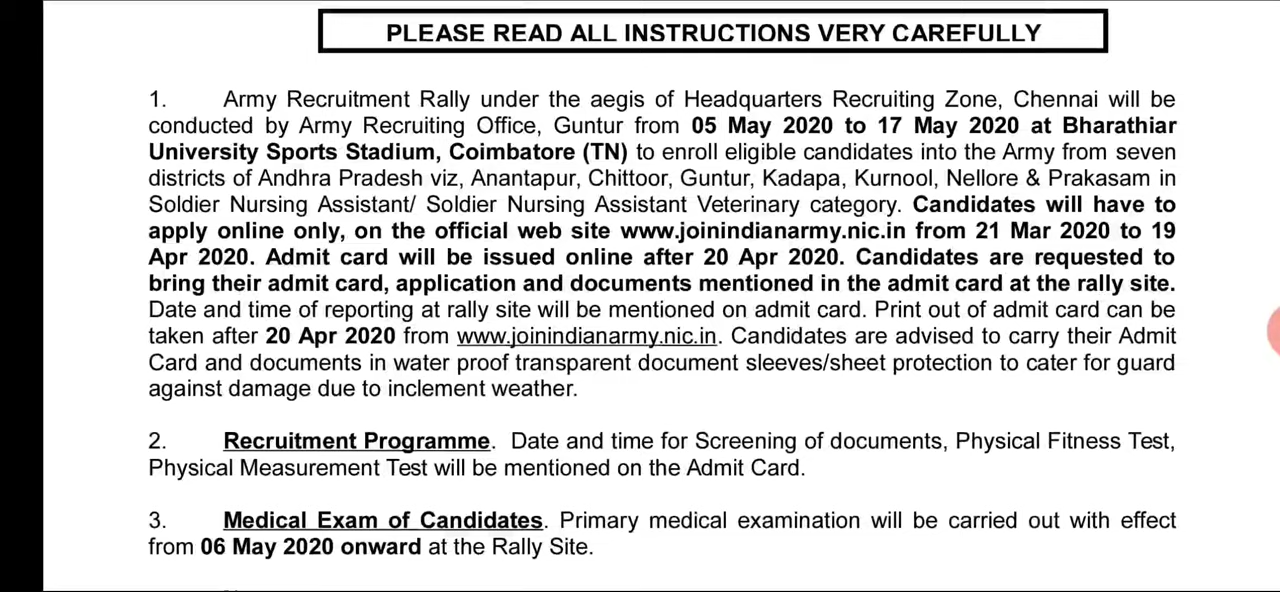 PLEASE READ ALL INSTRUCTIONS VERY CAREFULLY
1. Army Recruitment Rally under the aegis of Headquarters Recruiting Zone, Chennai will be
conducted by Army Recruiting Office, Guntur from 05 May 2020 to 17 May 2020 at Bharathiar
University Sports Stadium, Coimbatore (TN) to enroll eligible candidates into the Army from seven
districts of Andhra Pradesh viz, Anantapur, Chittoor, Guntur, Kadapa, Kurnool, Nellore & Prakasam in
Soldier Nursing Assistant/ Soldier Nursing Assistant Veterinary category. Candidates will have to
apply online only, on the official web site www.joinindianarmy.nic.in from 21 Mar 2020 to 19
Apr 2020. Admit card will be issued online after 20 Apr 2020. Candidates are requested to
bring their admit card, application and documents mentioned in the admit card at the rally site.
Date and time of reporting at rally site will be mentioned on admit card. Print out of admit card can be
taken after 20 Apr 2020 from www.joinindianarmy.nic.in. Candidates are advised to carry their Admit
Card and documents in water proof transparent document sleeves/sheet protection to cater for guard
against damage due to inclement weather.
2. Recruitment Programme. Date and time for Screening of documents, Physical Fitness Test,
Physical Measurement Test will be mentioned on the Admit Card.
3. Medical Exam of Candidates. Primary medical examination will be carried out with effect
from 06 May 2020 onward at the Rally Site.